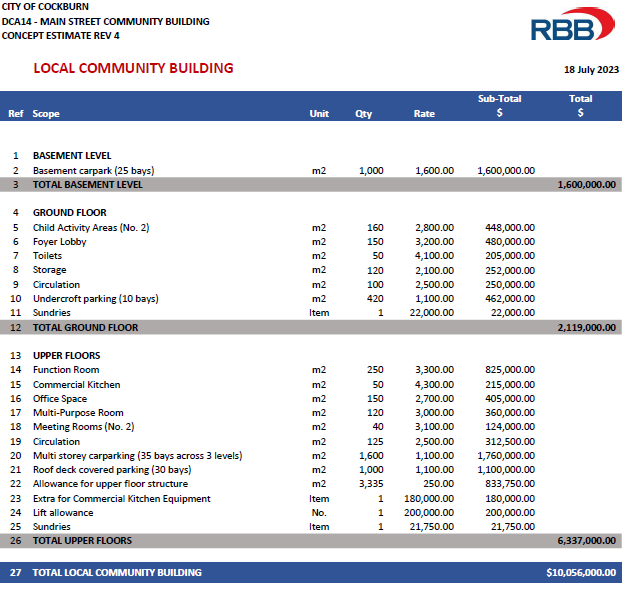 CITY OF COCKBURN
DCA14 - MAIN STREET COMMUNITY BUILDING
CONCEPT ESTIMATE REV 4
RBB
LOCAL COMMUNITY BUILDING 18 July 2023
Sub-Total Total
Ref Scope Unit Qty Rate $ $
1 BASEMENT LEVEL
2 Basement carpark (25 bays) m2 1,000 1,600.00 1,600,000.00
3 TOTAL BASEMENT LEVEL 1,600,000.00
4 GROUND FLOOR
5 Child Activity Areas (No. 2) m2 160 2,800.00 448,000.00
6 Foyer Lobby m2 150 3,200.00 480,000.00
7 Toilets m2 50 4,100.00 205,000.00
8 Storage m2 120 2,100.00 252,000.00
9 Circulation m2 100 2,500.00 250,000.00
10 Undercroft parking (10 bays) m2 420 1,100.00 462,000.00
11 Sundries Item 1 22,000.00 22,000.00
12 TOTAL GROUND FLOOR 2,119,000.00
13 UPPER FLOORS
14 Function Room m2 250 3,300.00 825,000.00
15 Commercial Kitchen m2 50 4,300.00 215,000.00
16 Office Space m2 150 2,700.00 405,000.00
17 Multi-Purpose Room m2 120 3,000.00 360,000.00
18 Meeting Rooms (No. 2) m2 40 3,100.00 124,000.00
19 Circulation m2 125 2,500.00 312,500.00
20 Multi storey carparking (35 bays across 3 levels) m2 1,600 1,100.00 1,760,000.00
21 Roof deck covered parking (30 bays) m2 1,000 1,100.00 1,100,000.00
22 Allowance for upper floor structure m2 3,335 250.00 833,750.00
23 Extra for Commercial Kitchen Equipment Item 1 180,000.00 180,000.00
24 Lift allowance No. 1 200,000.00 200,000.00
25 Sundries Item 1 21,750.00 21,750.00
26 TOTAL UPPER FLOORS 6,337,000.00
27 TOTAL LOCAL COMMUNITY BUILDING $10,056,000.00